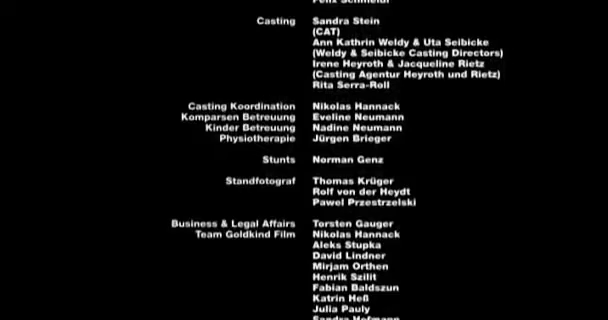 Felix Schmeldt
Casting Sandra Stein
(CAT)
Ann Kathrin Weldy & Uta Seibicke
(Weldy & Seibicke Casting Directors)
Irene Heyroth & Jacqueline Rietz
(Casting Agentur Heyroth und Rietz)
Rita Serra-Roll
Casting Koordination Nikolas Hannack
Komparsen Betreuung Eveline Neumann
Kinder Betreuung Nadine Neumann
Physiotherapie Jürgen Brieger
Stunts Norman Genz
Standfotograf Thomas Krüger
Rolf von der Heydt
Pawel Przestrzelski
Business & Legal Affairs Torsten Gauger
Team Goldkind Film Nikolas Hannack
Aleks Stupka
David Lindner
Mirjam Orthen
Henrik Szilit
Fabian Baldszun
Katrin Heß
Julia Pauly
Sandra Hofmann